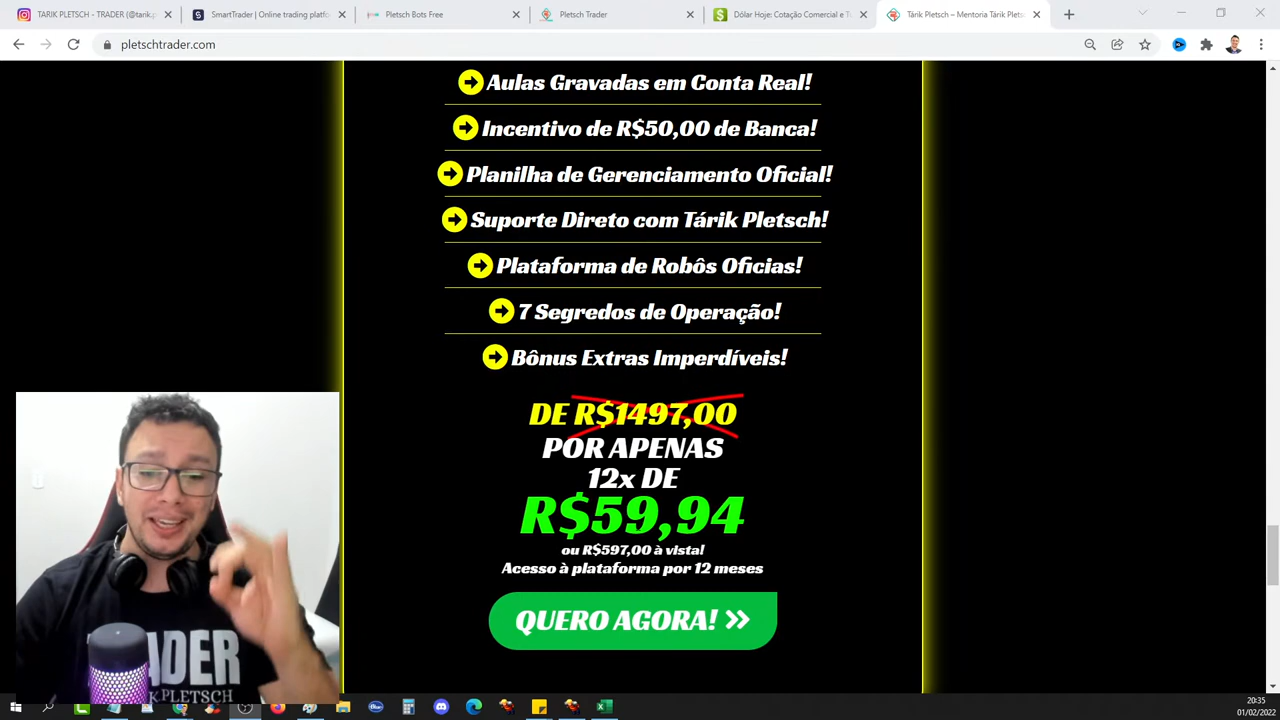 TARIK PLETSCH - TRADER (@tarik.p
SmartTrader | Online trading platfo
Pletsch Bots Free
Pletsch Trader
Dólar Hoje: Cotação Comercial e T
Tárik Pletsch – Mentoria Tárik Plets
pletschtrader.com
Aulas Gravadas em Conta Real!
Incentivo de R$50,00 de Banca!
Planilha de Gerenciamento Oficial!
Suporte Direto com Tárik Pletsch!
Plataforma de Robôs Oficias!
7 Segredos de Operação!
Bônus Extras Imperdíveis!
DE R$1497,00
POR APENAS
12x DE
R$59,94
ou R$597,00 à vista!
Acesso à plataforma por 12 meses
QUERO AGORA!
ADER
PLETSCH
20:35
01/02/2022